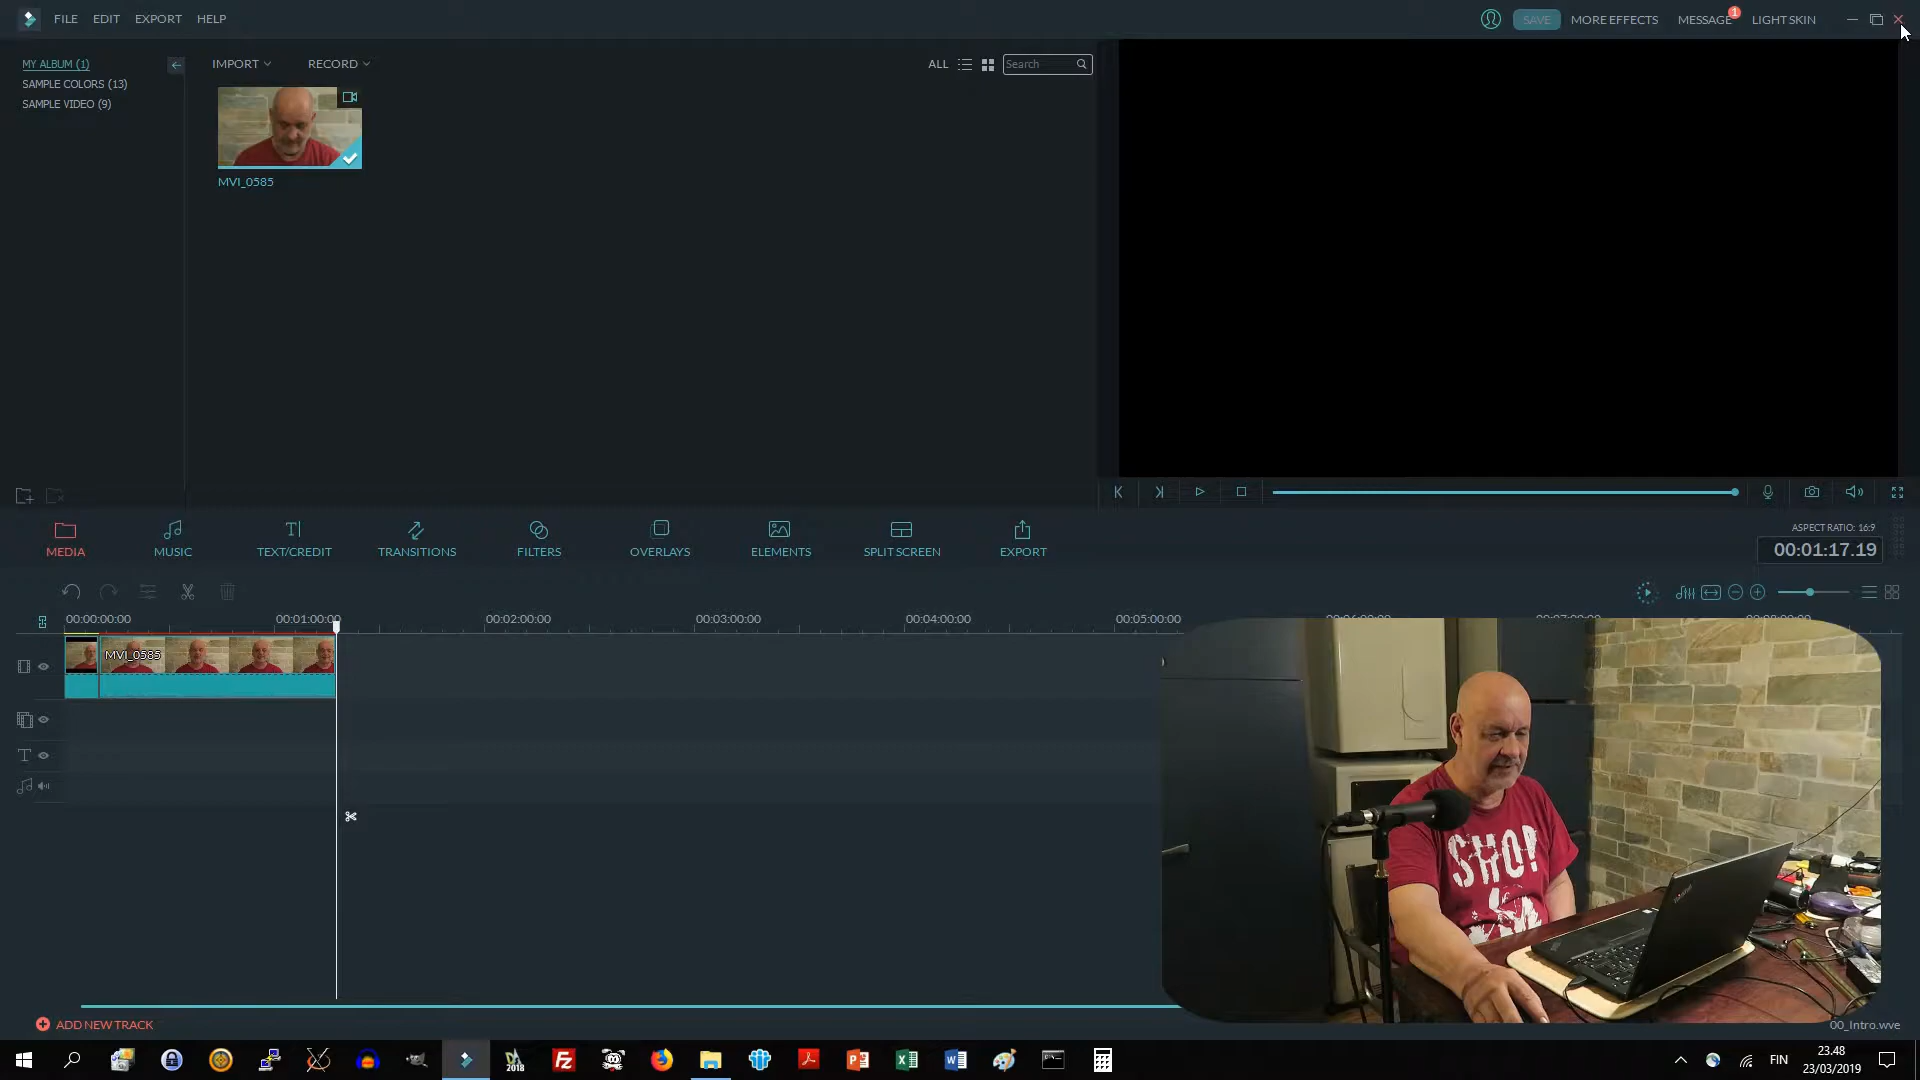 FILE EDIT EXPORT HELP
SAVE MORE EFFECTS MESSAGE 1 LIGHT SKIN
MY ALBUM (1)
SAMPLE COLORS (13)
SAMPLE VIDEO (9)
IMPORT RECORD
ALL Search
MVI_0585
MEDIA MUSIC TEXT/CREDIT TRANSITIONS FILTERS OVERLAYS ELEMENTS SPLIT SCREEN EXPORT
ASPECT RATIO: 16:9
00:01:17.19
00:00:00:00 00:01:00:00 00:02:00:00 00:03:00:00 00:04:00:00 00:05:00:00
MVI_0585
SHO!
ADD NEW TRACK
00_Intro.wve
2018
FIN
23.48
23/03/2019